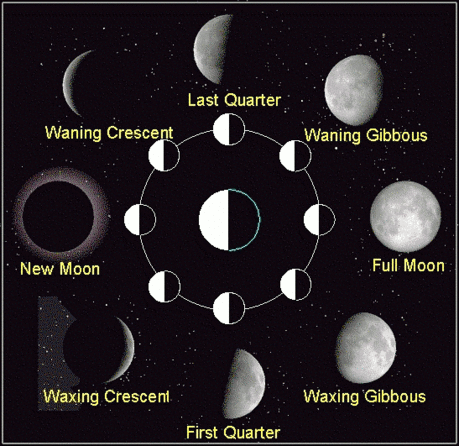 Last Quarter
Waning Crescent
Waning Gibbous
New Moon
Full Moon
Waxing Crescent
Waxing Gibbous
First Quarter